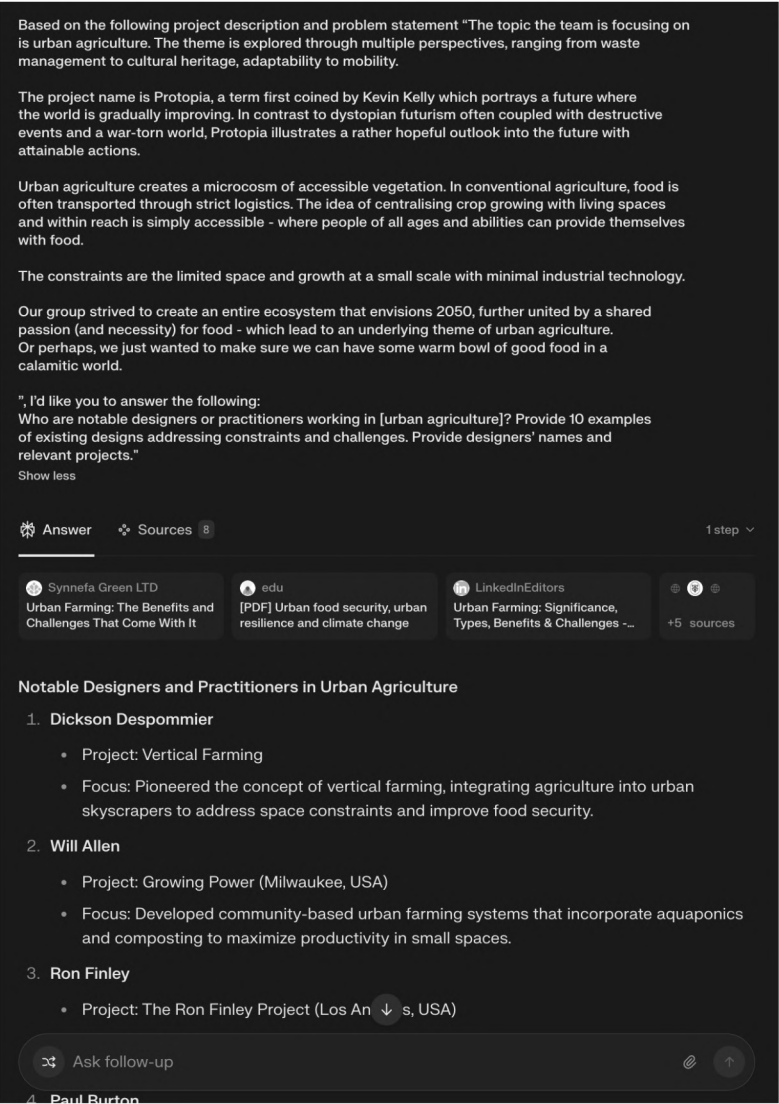 Based on the following project description and problem statement “The topic the team is focusing on
is urban agriculture. The theme is explored through multiple perspectives, ranging from waste
management to cultural heritage, adaptability to mobility.
The project name is Protopia, a term first coined by Kevin Kelly which portrays a future where
the world is gradually improving. In contrast to dystopian futurism often coupled with destructive
events and a war-torn world, Protopia illustrates a rather hopeful outlook into the future with
attainable actions.
Urban agriculture creates a microcosm of accessible vegetation. In conventional agriculture, food is
often transported through strict logistics. The idea of centralising crop growing with living spaces
and within reach is simply accessible - where people of all ages and abilities can provide themselves
with food.
The constraints are the limited space and growth at a small scale with minimal industrial technology.
Our group strived to create an entire ecosystem that envisions 2050, further united by a shared
passion (and necessity) for food - which lead to an underlying theme of urban agriculture.
Or perhaps, we just wanted to make sure we can have some warm bowl of good food in a
calamitic world.
”, I’d like you to answer the following:
Who are notable designers or practitioners working in [urban agriculture]? Provide 10 examples
of existing designs addressing constraints and challenges. Provide designers’ names and
relevant projects."
Show less
Answer Sources 8 1 step
Synnefa Green LTD
Urban Farming: The Benefits and
Challenges That Come With It
edu
[PDF] Urban food security, urban
resilience and climate change
LinkedInEditors
Urban Farming: Significance,
Types, Benefits & Challenges -...
+5 sources
Notable Designers and Practitioners in Urban Agriculture
1. Dickson Despommier
• Project: Vertical Farming
• Focus: Pioneered the concept of vertical farming, integrating agriculture into urban
skyscrapers to address space constraints and improve food security.
2. Will Allen
• Project: Growing Power (Milwaukee, USA)
• Focus: Developed community-based urban farming systems that incorporate aquaponics
and composting to maximize productivity in small spaces.
3. Ron Finley
• Project: The Ron Finley Project (Los An s, USA)
Ask follow-up
4. Paul Burton